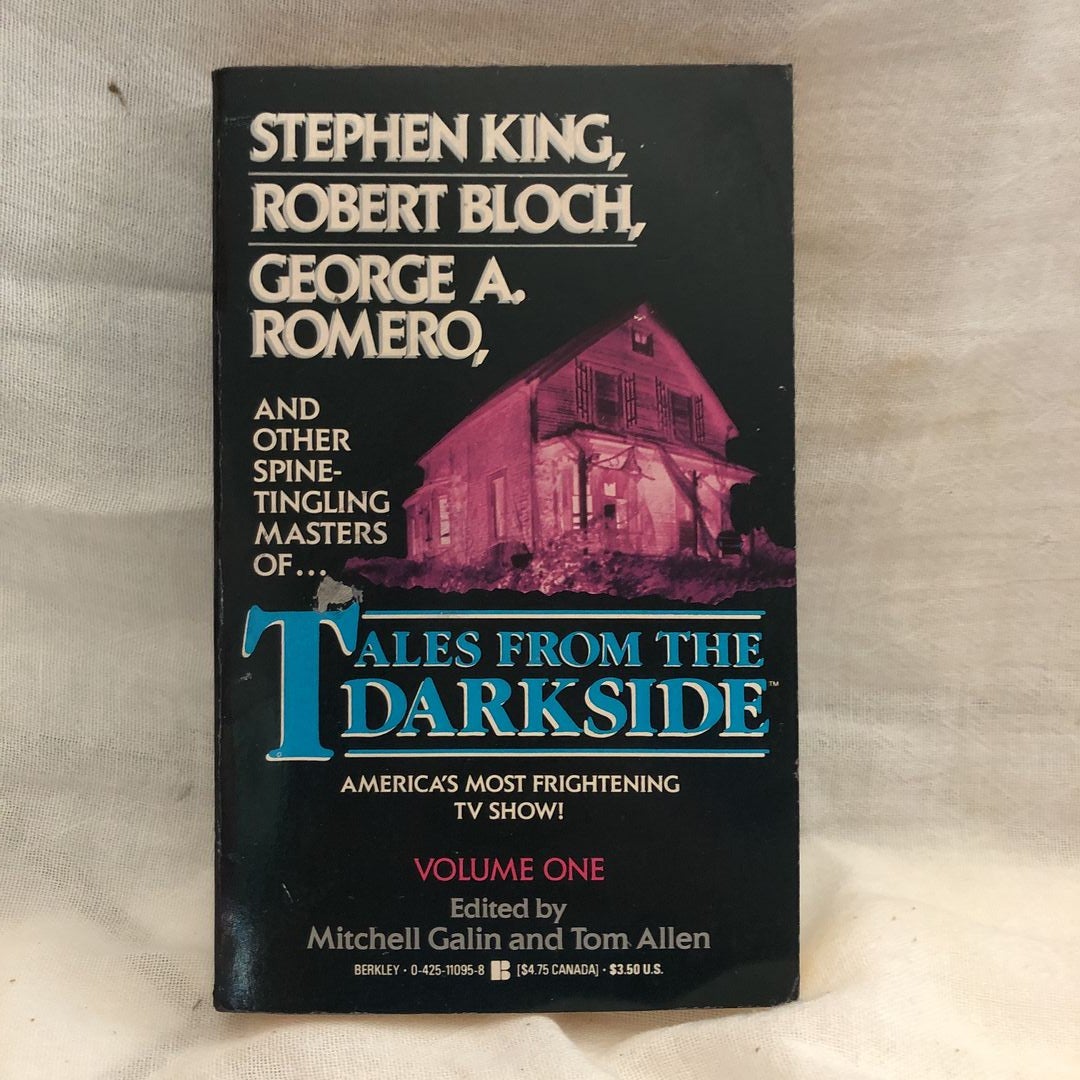 STEPHEN KING,
ROBERT BLOCH,
GEORGE A.
ROMERO,
AND
OTHER
SPINE-
TINGLING
MASTERS
OF...
TALES FROM THE
DARKSIDE™
AMERICA'S MOST FRIGHTENING
TV SHOW!
VOLUME ONE
Edited by
Mitchell Galin and Tom Allen
BERKLEY • 0-425-11095-8 B [$4.75 CANADA] • $3.50 U.S.